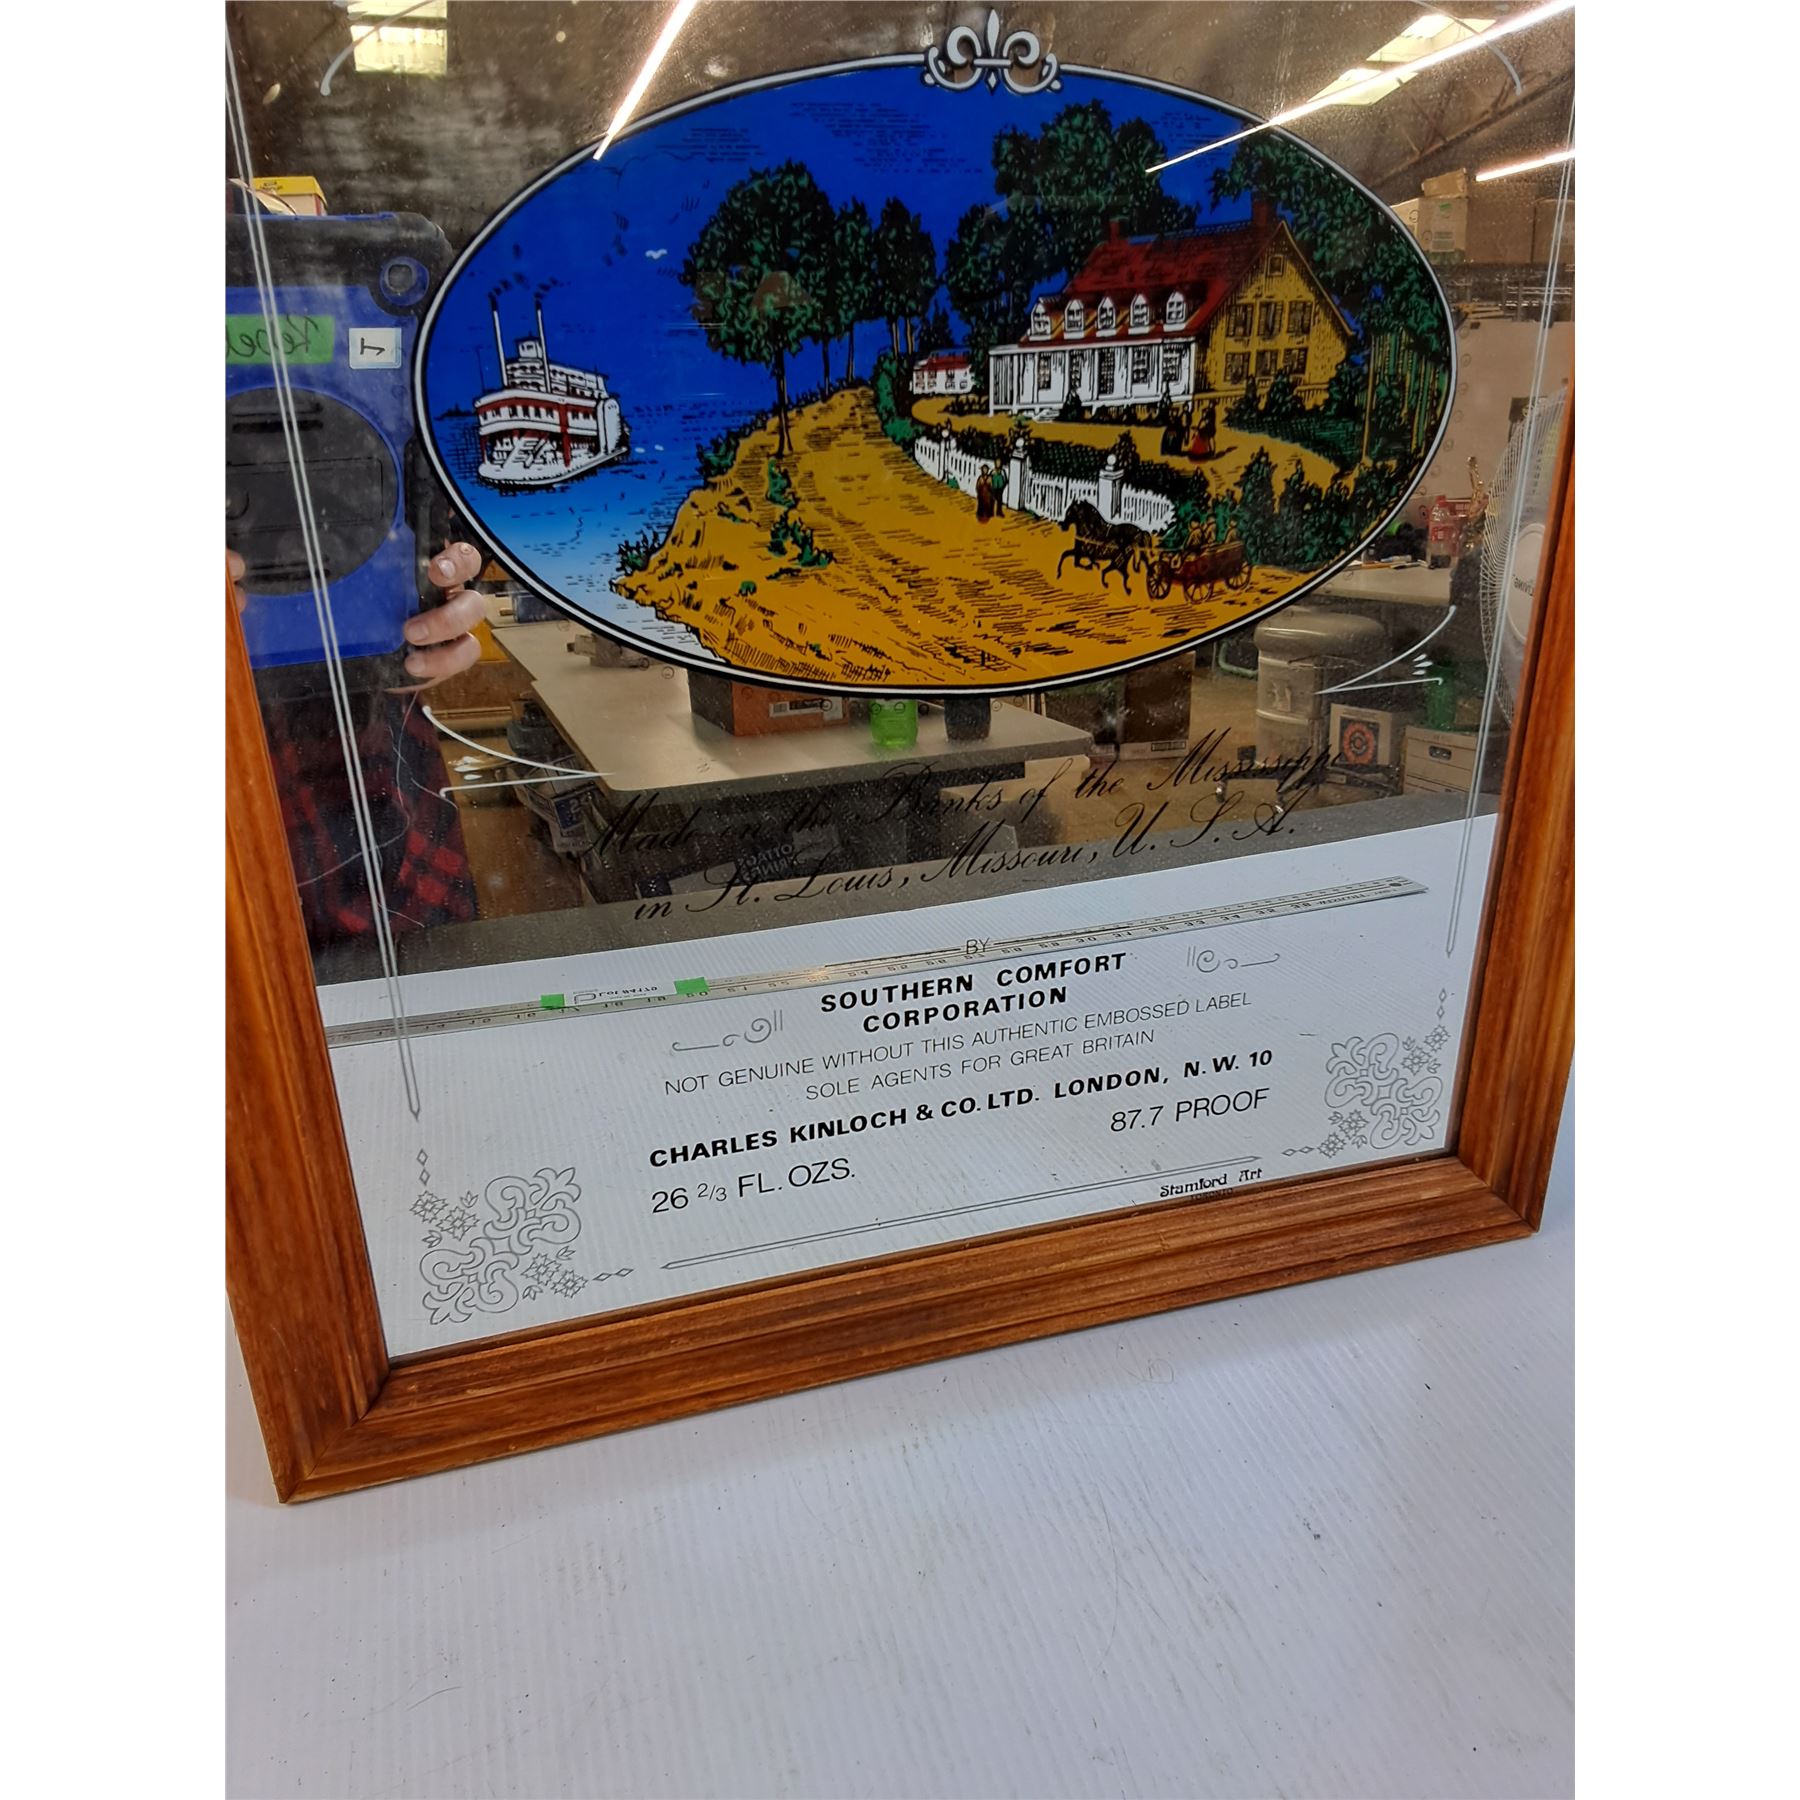 Made on the Banks of the Mississippi
in St. Louis, Missouri, U. S. A.
BY
SOUTHERN COMFORT
CORPORATION
NOT GENUINE WITHOUT THIS AUTHENTIC EMBOSSED LABEL
SOLE AGENTS FOR GREAT BRITAIN
CHARLES KINLOCH & CO. LTD. LONDON, N. W. 10
26 2/3 FL. OZS.
87.7 PROOF
Stamford Art
TORONTO